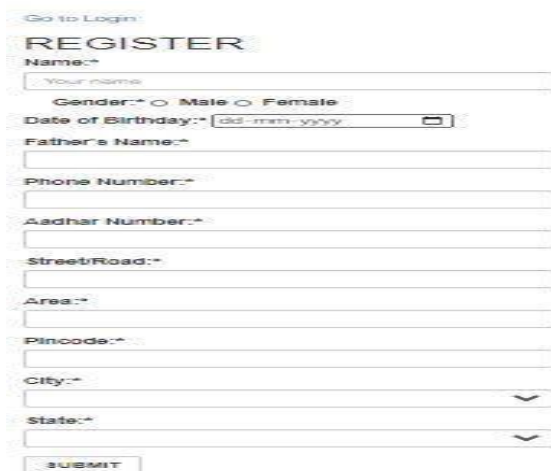 Go to Login
REGISTER
Name:*
Your name
Gender:* Male Female
Date of Birthday:* dd-mm-yyyy
Father's Name:*
Phone Number:*
Aadhar Number:*
Street/Road:*
Area:*
Pincode:*
City:*
State:*
SUBMIT